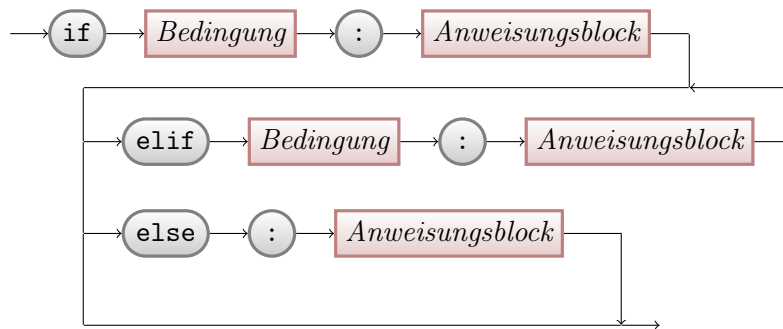 if Bedingung : Anweisungsblock
elif Bedingung : Anweisungsblock
else : Anweisungsblock